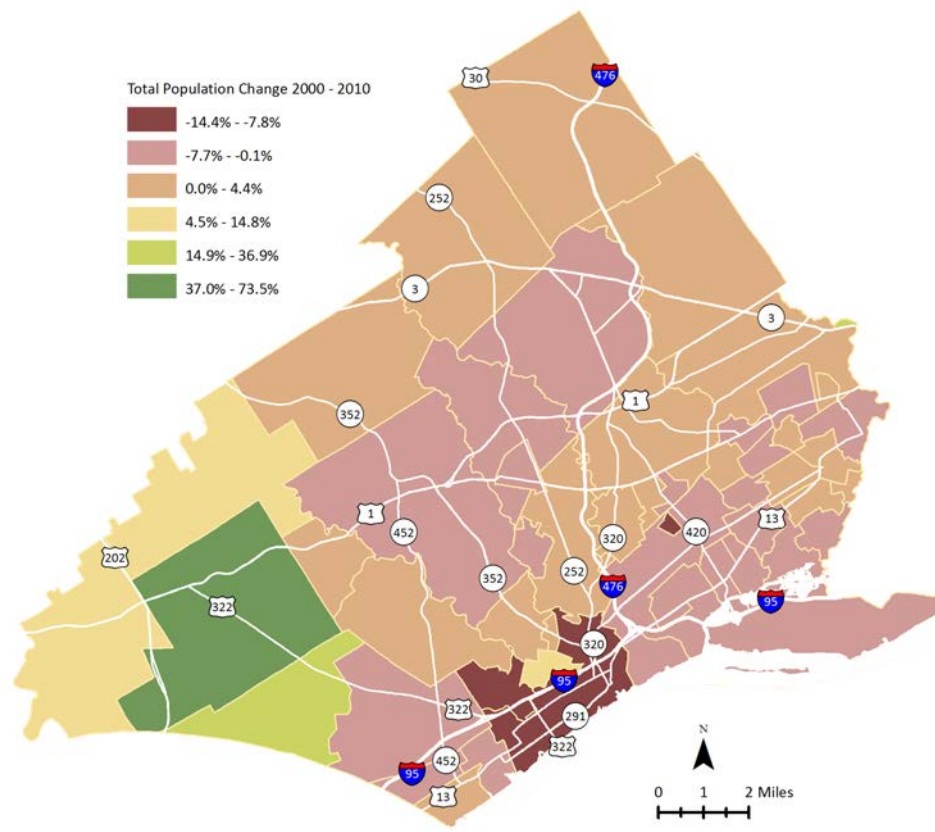 30
476
Total Population Change 2000 - 2010
-14.4% - -7.8%
-7.7% - -0.1%
0.0% - 4.4%
4.5% - 14.8%
14.9% - 36.9%
37.0% - 73.5%
252
3
3
352
1
1
452
202
320
420
13
252
352
476
95
322
320
95
322
291
322
452
95
13
N
0 1 2 Miles